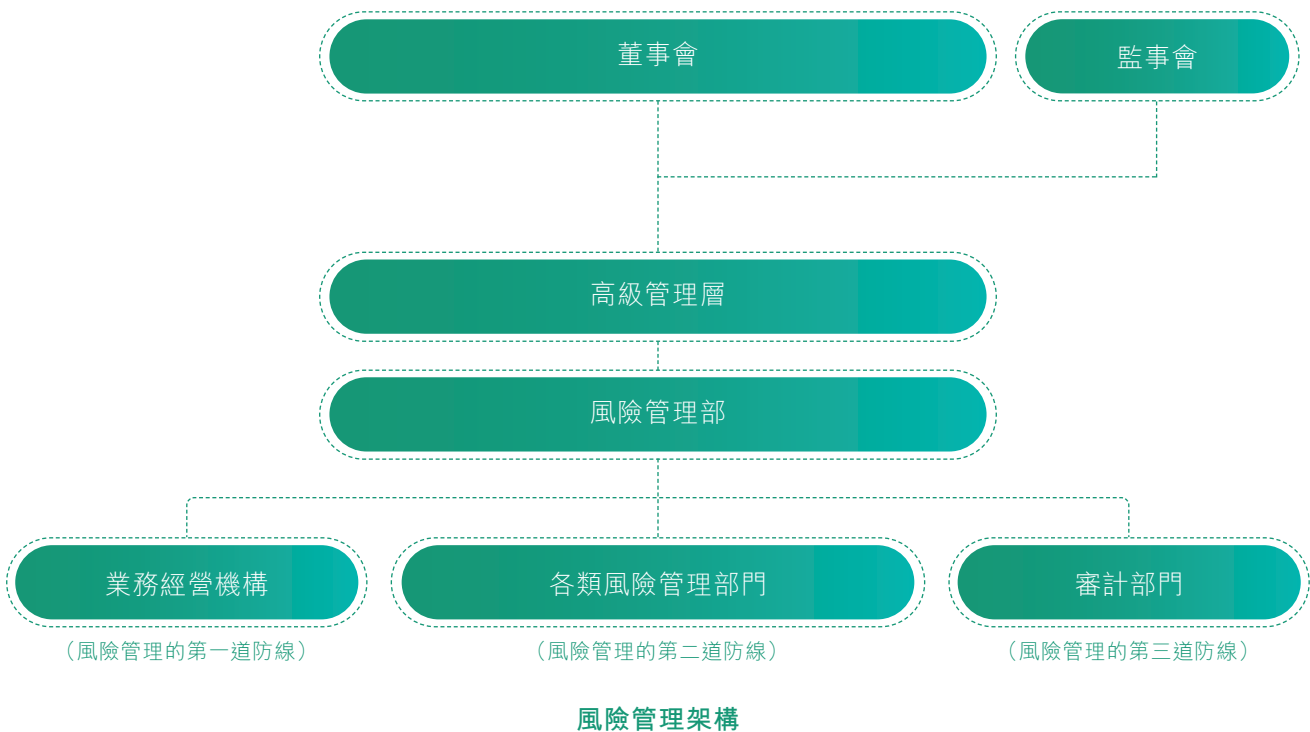 董事會
監事會
高級管理層
風險管理部
業務經營機構
各類風險管理部門
審計部門
（風險管理的第一道防線）
（風險管理的第二道防線）
（風險管理的第三道防線）
風險管理架構